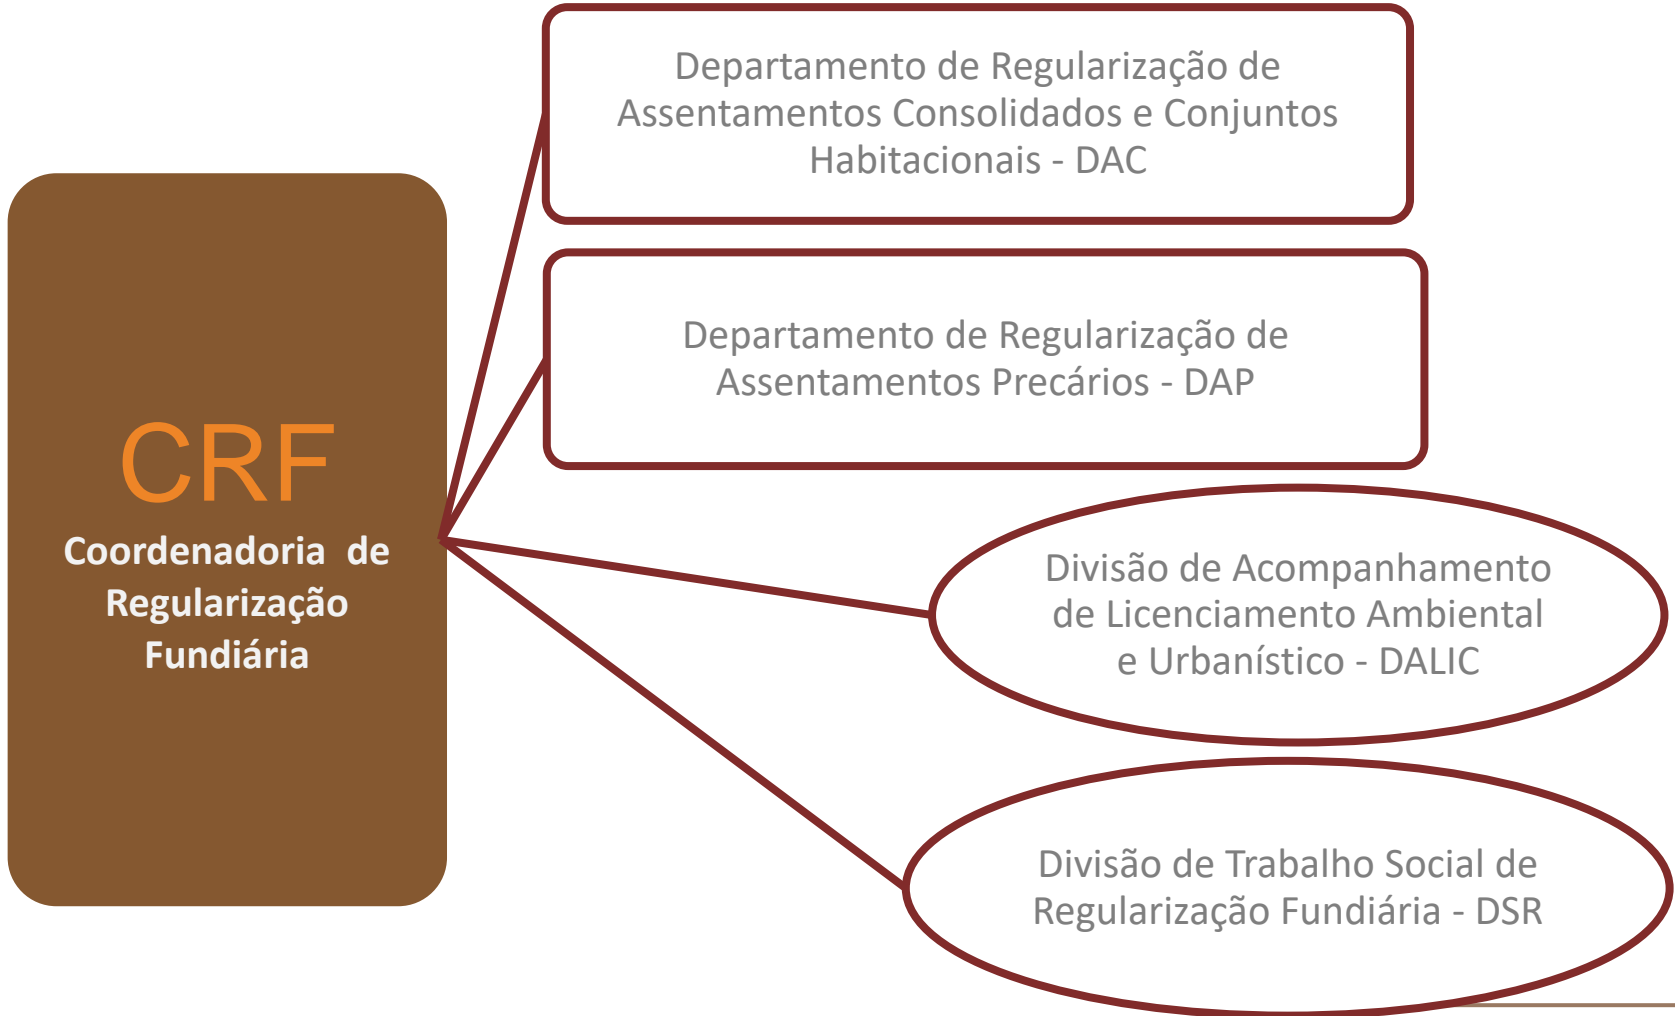 CRF
Coordenadoria de
Regularização
Fundiária
Departamento de Regularização de
Assentamentos Consolidados e Conjuntos
Habitacionais - DAC
Departamento de Regularização de
Assentamentos Precários - DAP
Divisão de Acompanhamento
de Licenciamento Ambiental
e Urbanístico - DALIC
Divisão de Trabalho Social de
Regularização Fundiária - DSR